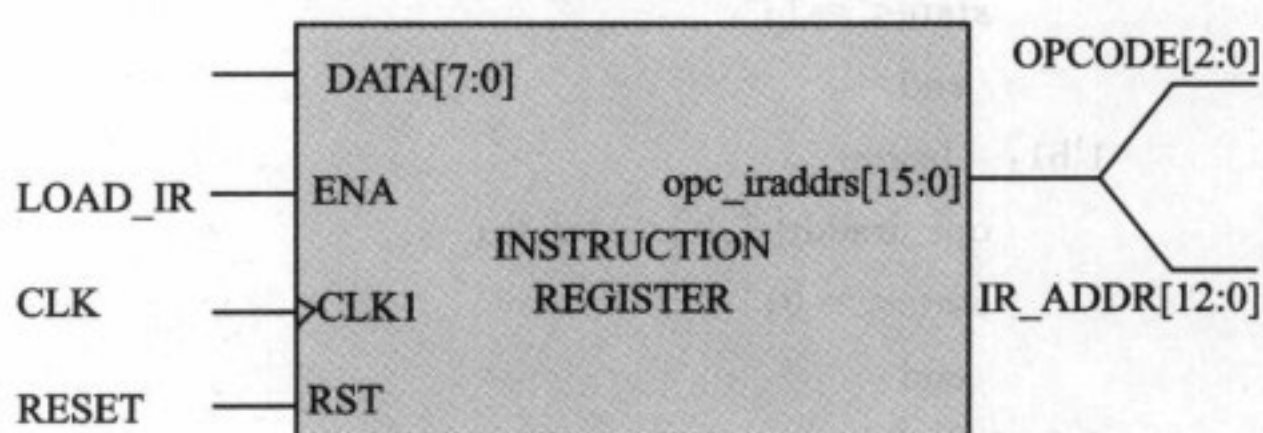 DATA[7:0]
OPCODE[2:0]
LOAD_IR
ENA
opc_iraddrs[15:0]
INSTRUCTION
REGISTER
CLK
CLK1
IR_ADDR[12:0]
RESET
RST